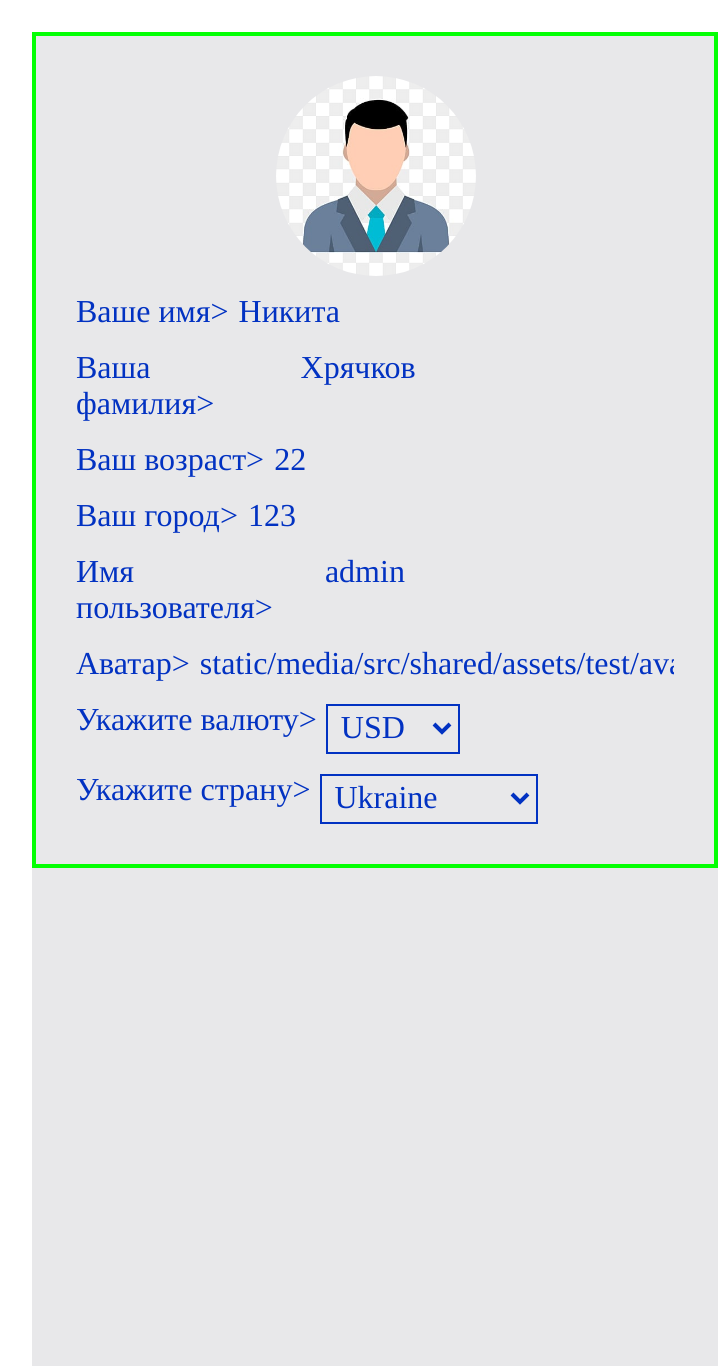 Ваше имя> Никита
Ваша Хрячков
фамилия>
Ваш возраст> 22
Ваш город> 123
Имя admin
пользователя>
Аватар> static/media/src/shared/assets/test/ava
Укажите валюту> USD
Укажите страну> Ukraine